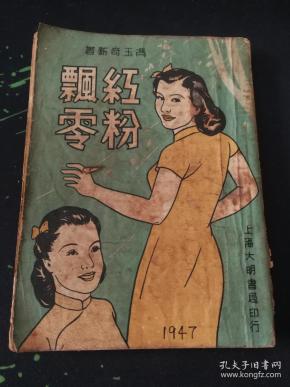 馮玉奇新著
紅粉
飄零
上海大明書局印行
1947
孔夫子旧书网